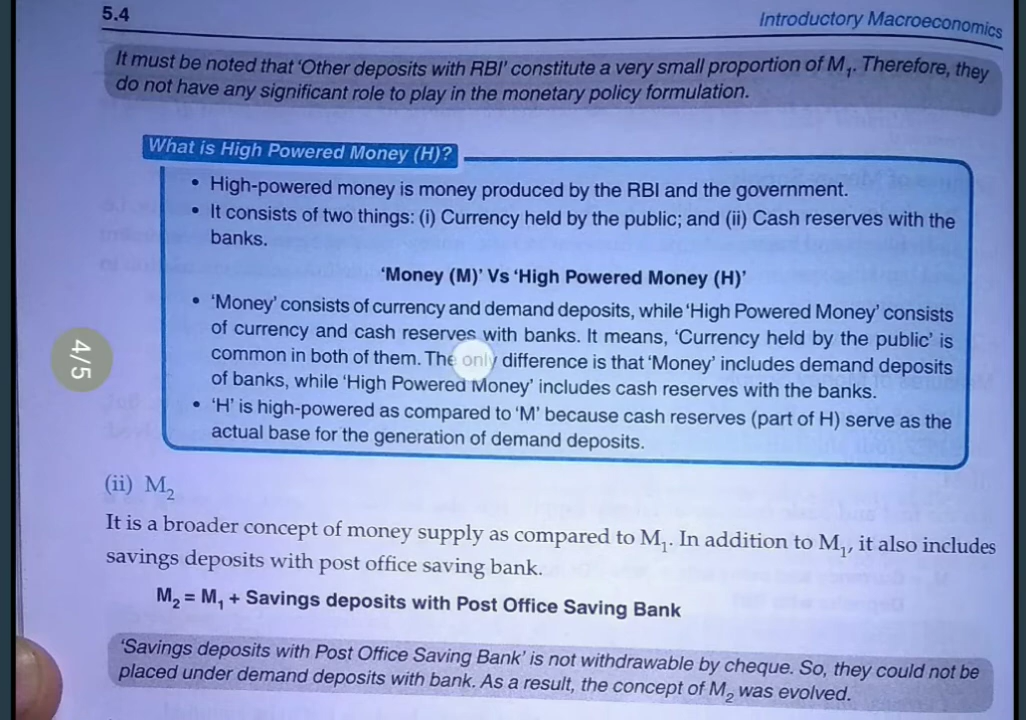 5.4
Introductory Macroeconomics
It must be noted that 'Other deposits with RBI' constitute a very small proportion of M₁. Therefore, they
do not have any significant role to play in the monetary policy formulation.
What is High Powered Money (H)?
• High-powered money is money produced by the RBI and the government.
• It consists of two things: (i) Currency held by the public; and (ii) Cash reserves with the
banks.
'Money (M)' Vs 'High Powered Money (H)'
• 'Money' consists of currency and demand deposits, while 'High Powered Money' consists
of currency and cash reserves with banks. It means, 'Currency held by the public' is
common in both of them. The only difference is that 'Money' includes demand deposits
of banks, while 'High Powered Money' includes cash reserves with the banks.
• 'H' is high-powered as compared to 'M' because cash reserves (part of H) serve as the
actual base for the generation of demand deposits.
4/5
(ii) M₂
It is a broader concept of money supply as compared to M₁. In addition to M₁, it also includes
savings deposits with post office saving bank.
M₂ = M₁ + Savings deposits with Post Office Saving Bank
'Savings deposits with Post Office Saving Bank' is not withdrawable by cheque. So, they could not be
placed under demand deposits with bank. As a result, the concept of M₂ was evolved.